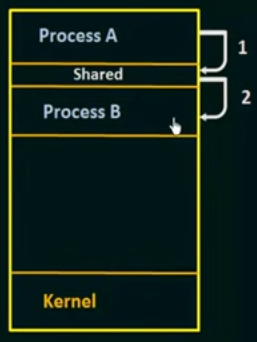 Process A
1
Shared
2
Process B
Kernel